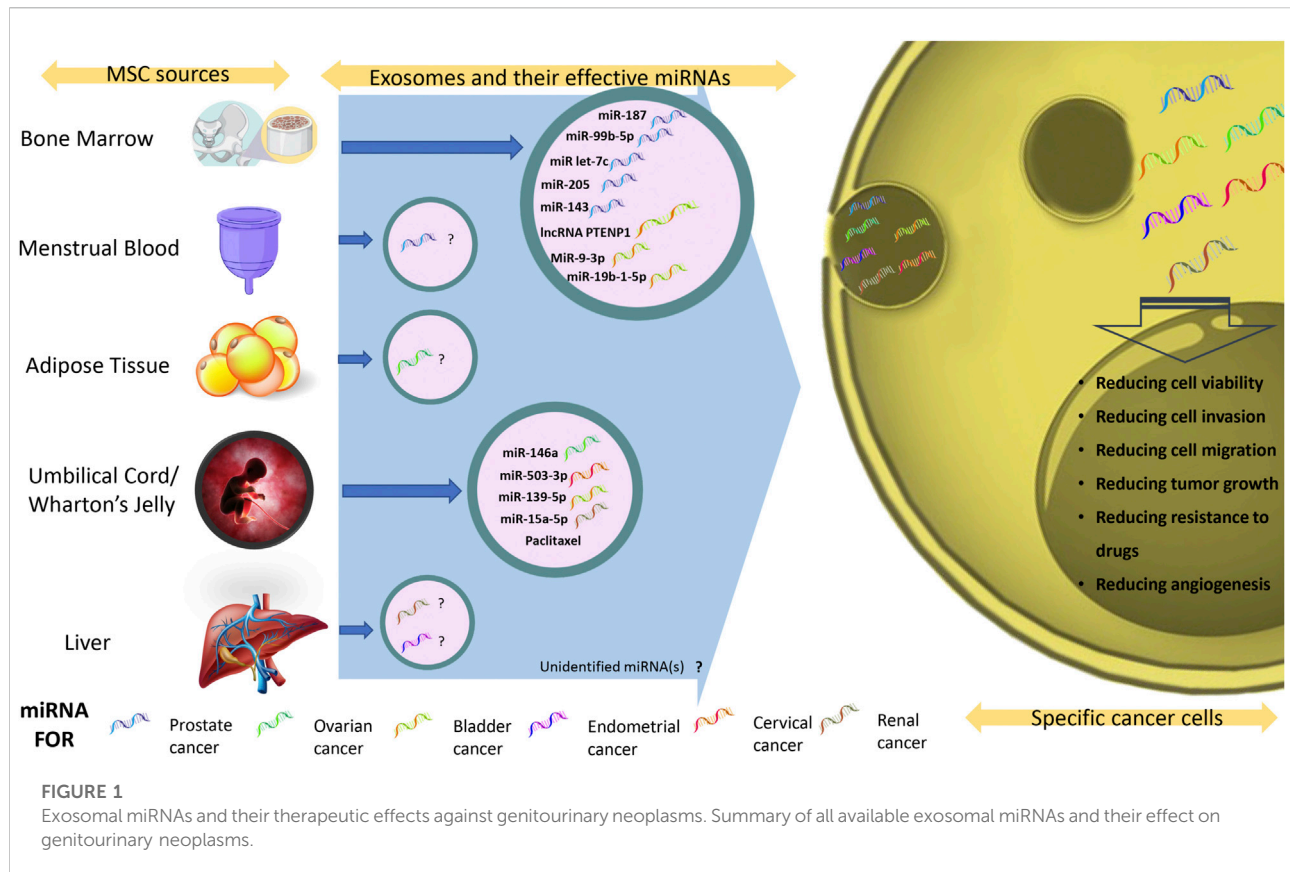 MSC sources
Exosomes and their effective miRNAs
Bone Marrow
miR-187
miR-99b-5p
miR let-7c
miR-205
miR-143
lncRNA PTENP1
MiR-9-3p
miR-19b-1-5p
Menstrual Blood
?
Adipose Tissue
?
Umbilical Cord/
Wharton's Jelly
miR-146a
miR-503-3p
miR-139-5p
miR-15a-5p
Paclitaxel
Liver
?
?
Unidentified miRNA(s) ?
• Reducing cell viability
• Reducing cell invasion
• Reducing cell migration
• Reducing tumor growth
• Reducing resistance to
drugs
• Reducing angiogenesis
Specific cancer cells
miRNA
FOR
Prostate
cancer
Ovarian
cancer
Bladder
cancer
Endometrial
cancer
Cervical
cancer
Renal
cancer
FIGURE 1
Exosomal miRNAs and their therapeutic effects against genitourinary neoplasms. Summary of all available exosomal miRNAs and their effect on
genitourinary neoplasms.